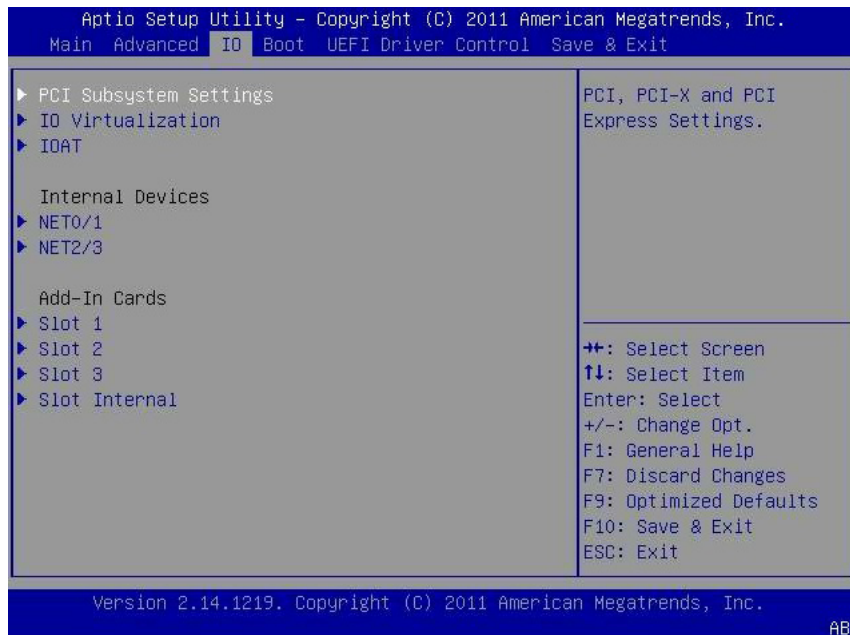 Aptio Setup Utility – Copyright (C) 2011 American Megatrends, Inc.
Main Advanced IO Boot UEFI Driver Control Save & Exit
▶ PCI Subsystem Settings
▶ IO Virtualization
▶ IOAT
Internal Devices
▶ NET0/1
▶ NET2/3
Add-In Cards
▶ Slot 1
▶ Slot 2
▶ Slot 3
▶ Slot Internal
PCI, PCI-X and PCI
Express Settings.
→←: Select Screen
↑↓: Select Item
Enter: Select
+/-: Change Opt.
F1: General Help
F7: Discard Changes
F9: Optimized Defaults
F10: Save & Exit
ESC: Exit
Version 2.14.1219. Copyright (C) 2011 American Megatrends, Inc.
AB